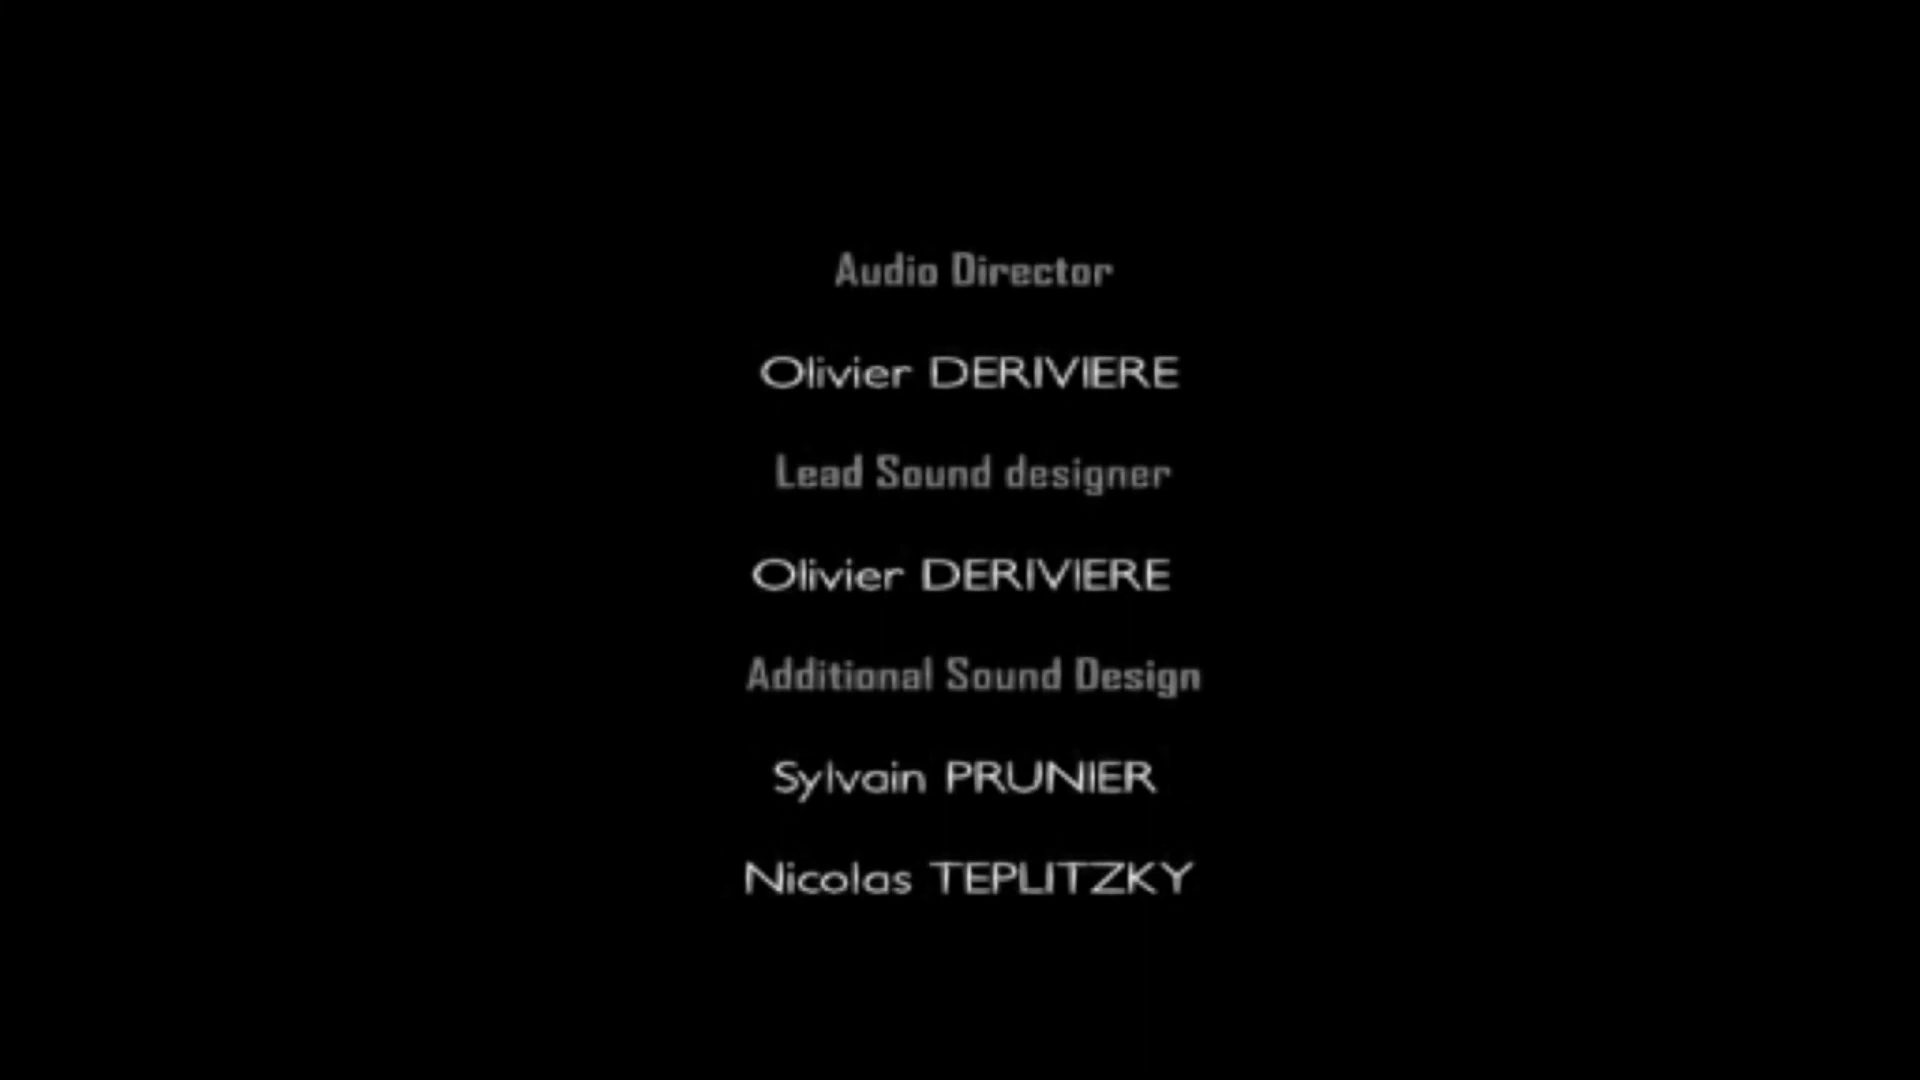 Audio Director
Olivier DERIVIERE
Lead Sound designer
Olivier DERIVIERE
Additional Sound Design
Sylvain PRUNIER
Nicolas TEPLITZKY